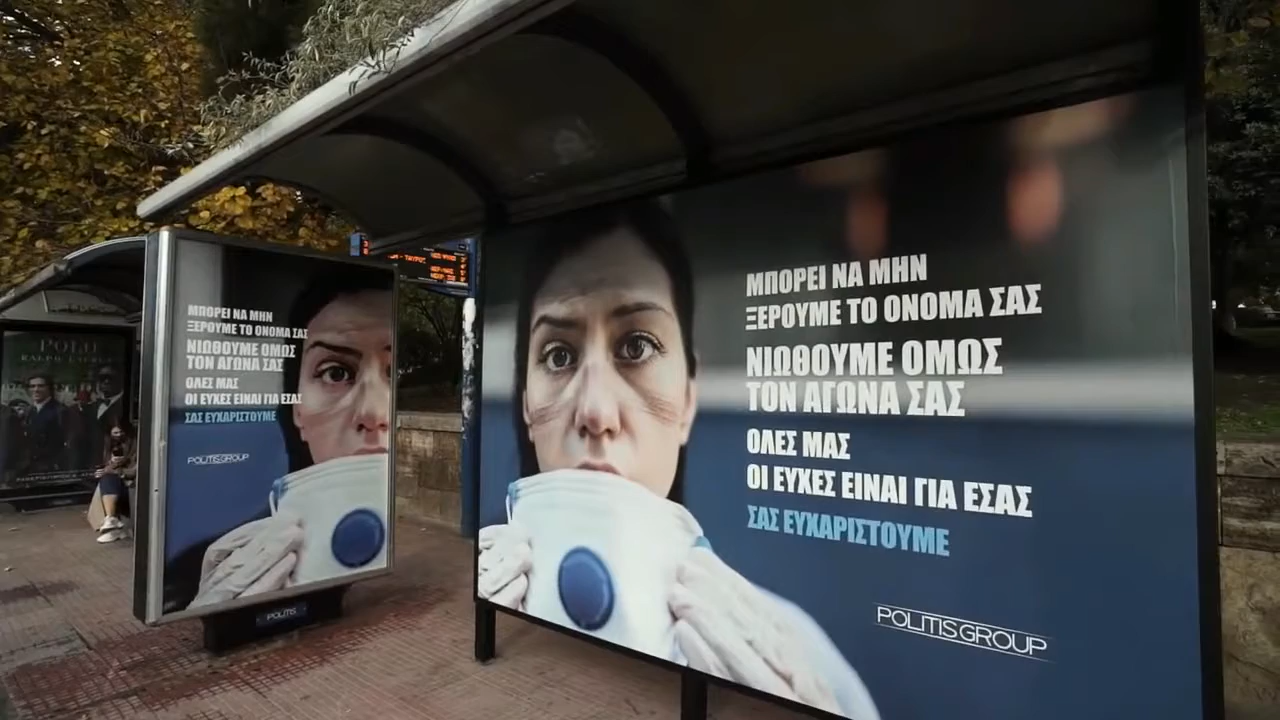 POLO
RALPH LAUREN
ΜΠΟΡΕΙ ΝΑ ΜΗΝ
ΞΕΡΟΥΜΕ ΤΟ ΟΝΟΜΑ ΣΑΣ
ΝΙΩΘΟΥΜΕ ΟΜΩΣ
ΤΟΝ ΑΓΩΝΑ ΣΑΣ
ΟΛΕΣ ΜΑΣ
ΟΙ ΕΥΧΕΣ ΕΙΝΑΙ ΓΙΑ ΕΣΑΣ
ΣΑΣ ΕΥΧΑΡΙΣΤΟΥΜΕ
POLITISGROUP
POLITIS
ΜΠΟΡΕΙ ΝΑ ΜΗΝ
ΞΕΡΟΥΜΕ ΤΟ ΟΝΟΜΑ ΣΑΣ
ΝΙΩΘΟΥΜΕ ΟΜΩΣ
ΤΟΝ ΑΓΩΝΑ ΣΑΣ
ΟΛΕΣ ΜΑΣ
ΟΙ ΕΥΧΕΣ ΕΙΝΑΙ ΓΙΑ ΕΣΑΣ
ΣΑΣ ΕΥΧΑΡΙΣΤΟΥΜΕ
POLITISGROUP